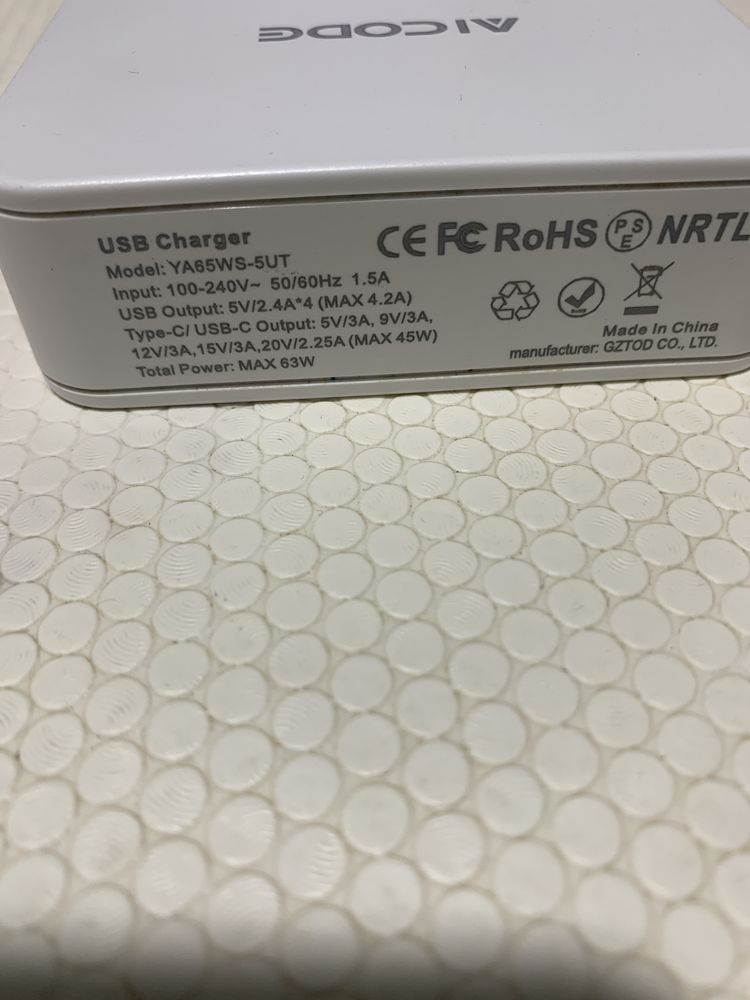 AICODE
USB Charger
Model: YA65WS-5UT
Input: 100-240V~ 50/60Hz 1.5A
USB Output: 5V/2.4A*4 (MAX 4.2A)
Type-C/ USB-C Output: 5V/3A, 9V/3A,
12V/3A,15V/3A,20V/2.25A (MAX 45W)
Total Power: MAX 63W
CE FC RoHS PSE NRTL
Made In China
manufacturer: GZTOD CO., LTD.